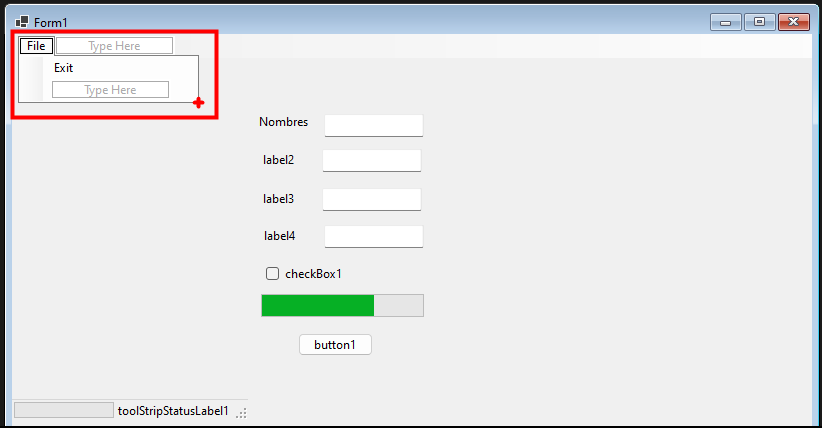 Form1
File Type Here
Exit
Type Here
Nombres
label2
label3
label4
checkBox1
button1
toolStripStatusLabel1